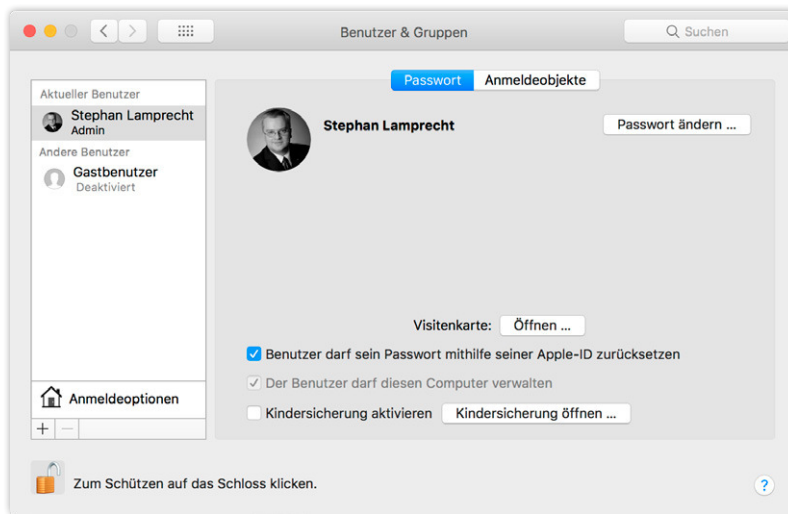 Benutzer & Gruppen
Suchen
Passwort
Anmeldeobjekte
Aktueller Benutzer
Stephan Lamprecht
Admin
Andere Benutzer
Gastbenutzer
Deaktiviert
Stephan Lamprecht
Passwort ändern ...
Visitenkarte:
Öffnen ...
Benutzer darf sein Passwort mithilfe seiner Apple-ID zurücksetzen
Der Benutzer darf diesen Computer verwalten
Kindersicherung aktivieren
Kindersicherung öffnen ...
Anmeldeoptionen
+ −
Zum Schützen auf das Schloss klicken.
?